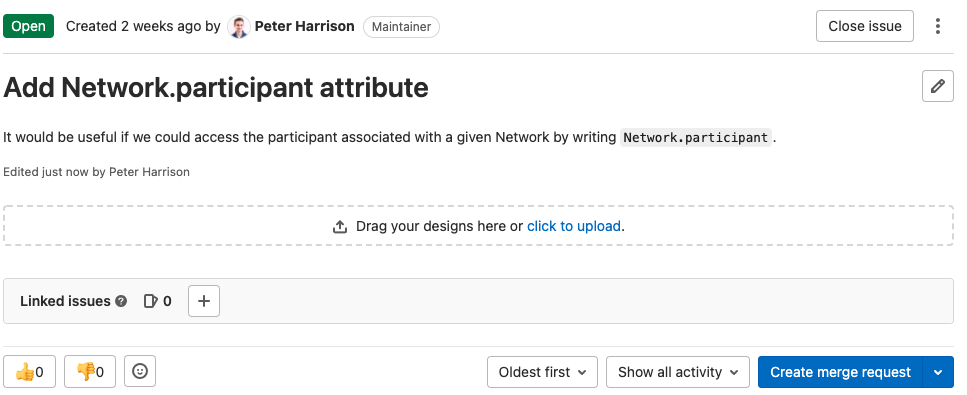 Open Created 2 weeks ago by Peter Harrison Maintainer Close issue
Add Network.participant attribute
It would be useful if we could access the participant associated with a given Network by writing Network.participant.
Edited just now by Peter Harrison
Drag your designs here or click to upload.
Linked issues ? 0 +
👍0 👎0 Oldest first Show all activity Create merge request